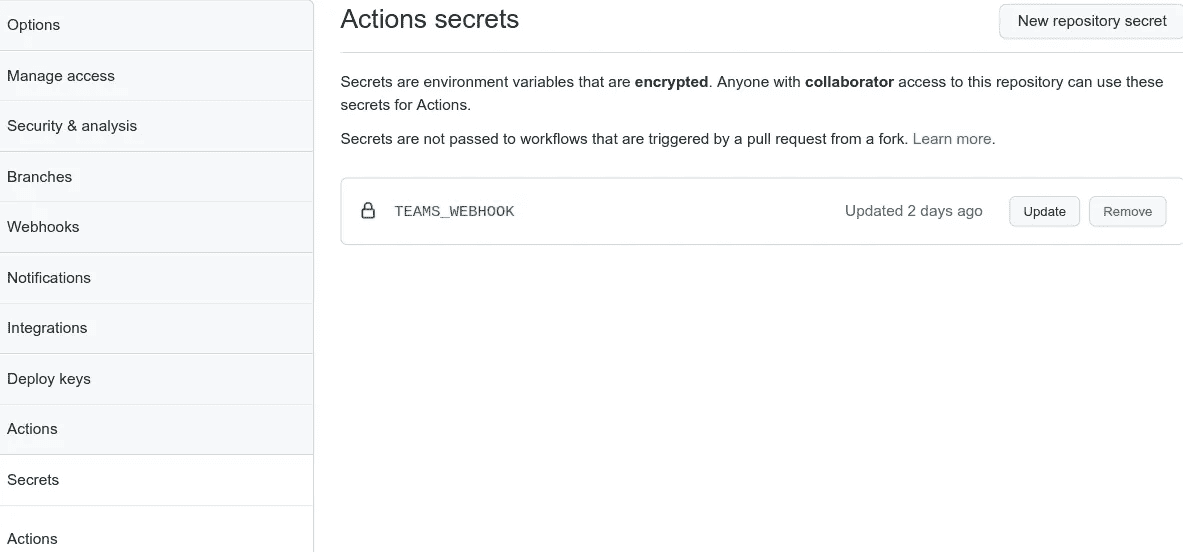 Options
Manage access
Security & analysis
Branches
Webhooks
Notifications
Integrations
Deploy keys
Actions
Secrets
Actions
Actions secrets
New repository secret
Secrets are environment variables that are encrypted. Anyone with collaborator access to this repository can use these
secrets for Actions.
Secrets are not passed to workflows that are triggered by a pull request from a fork. Learn more.
TEAMS_WEBHOOK Updated 2 days ago Update Remove